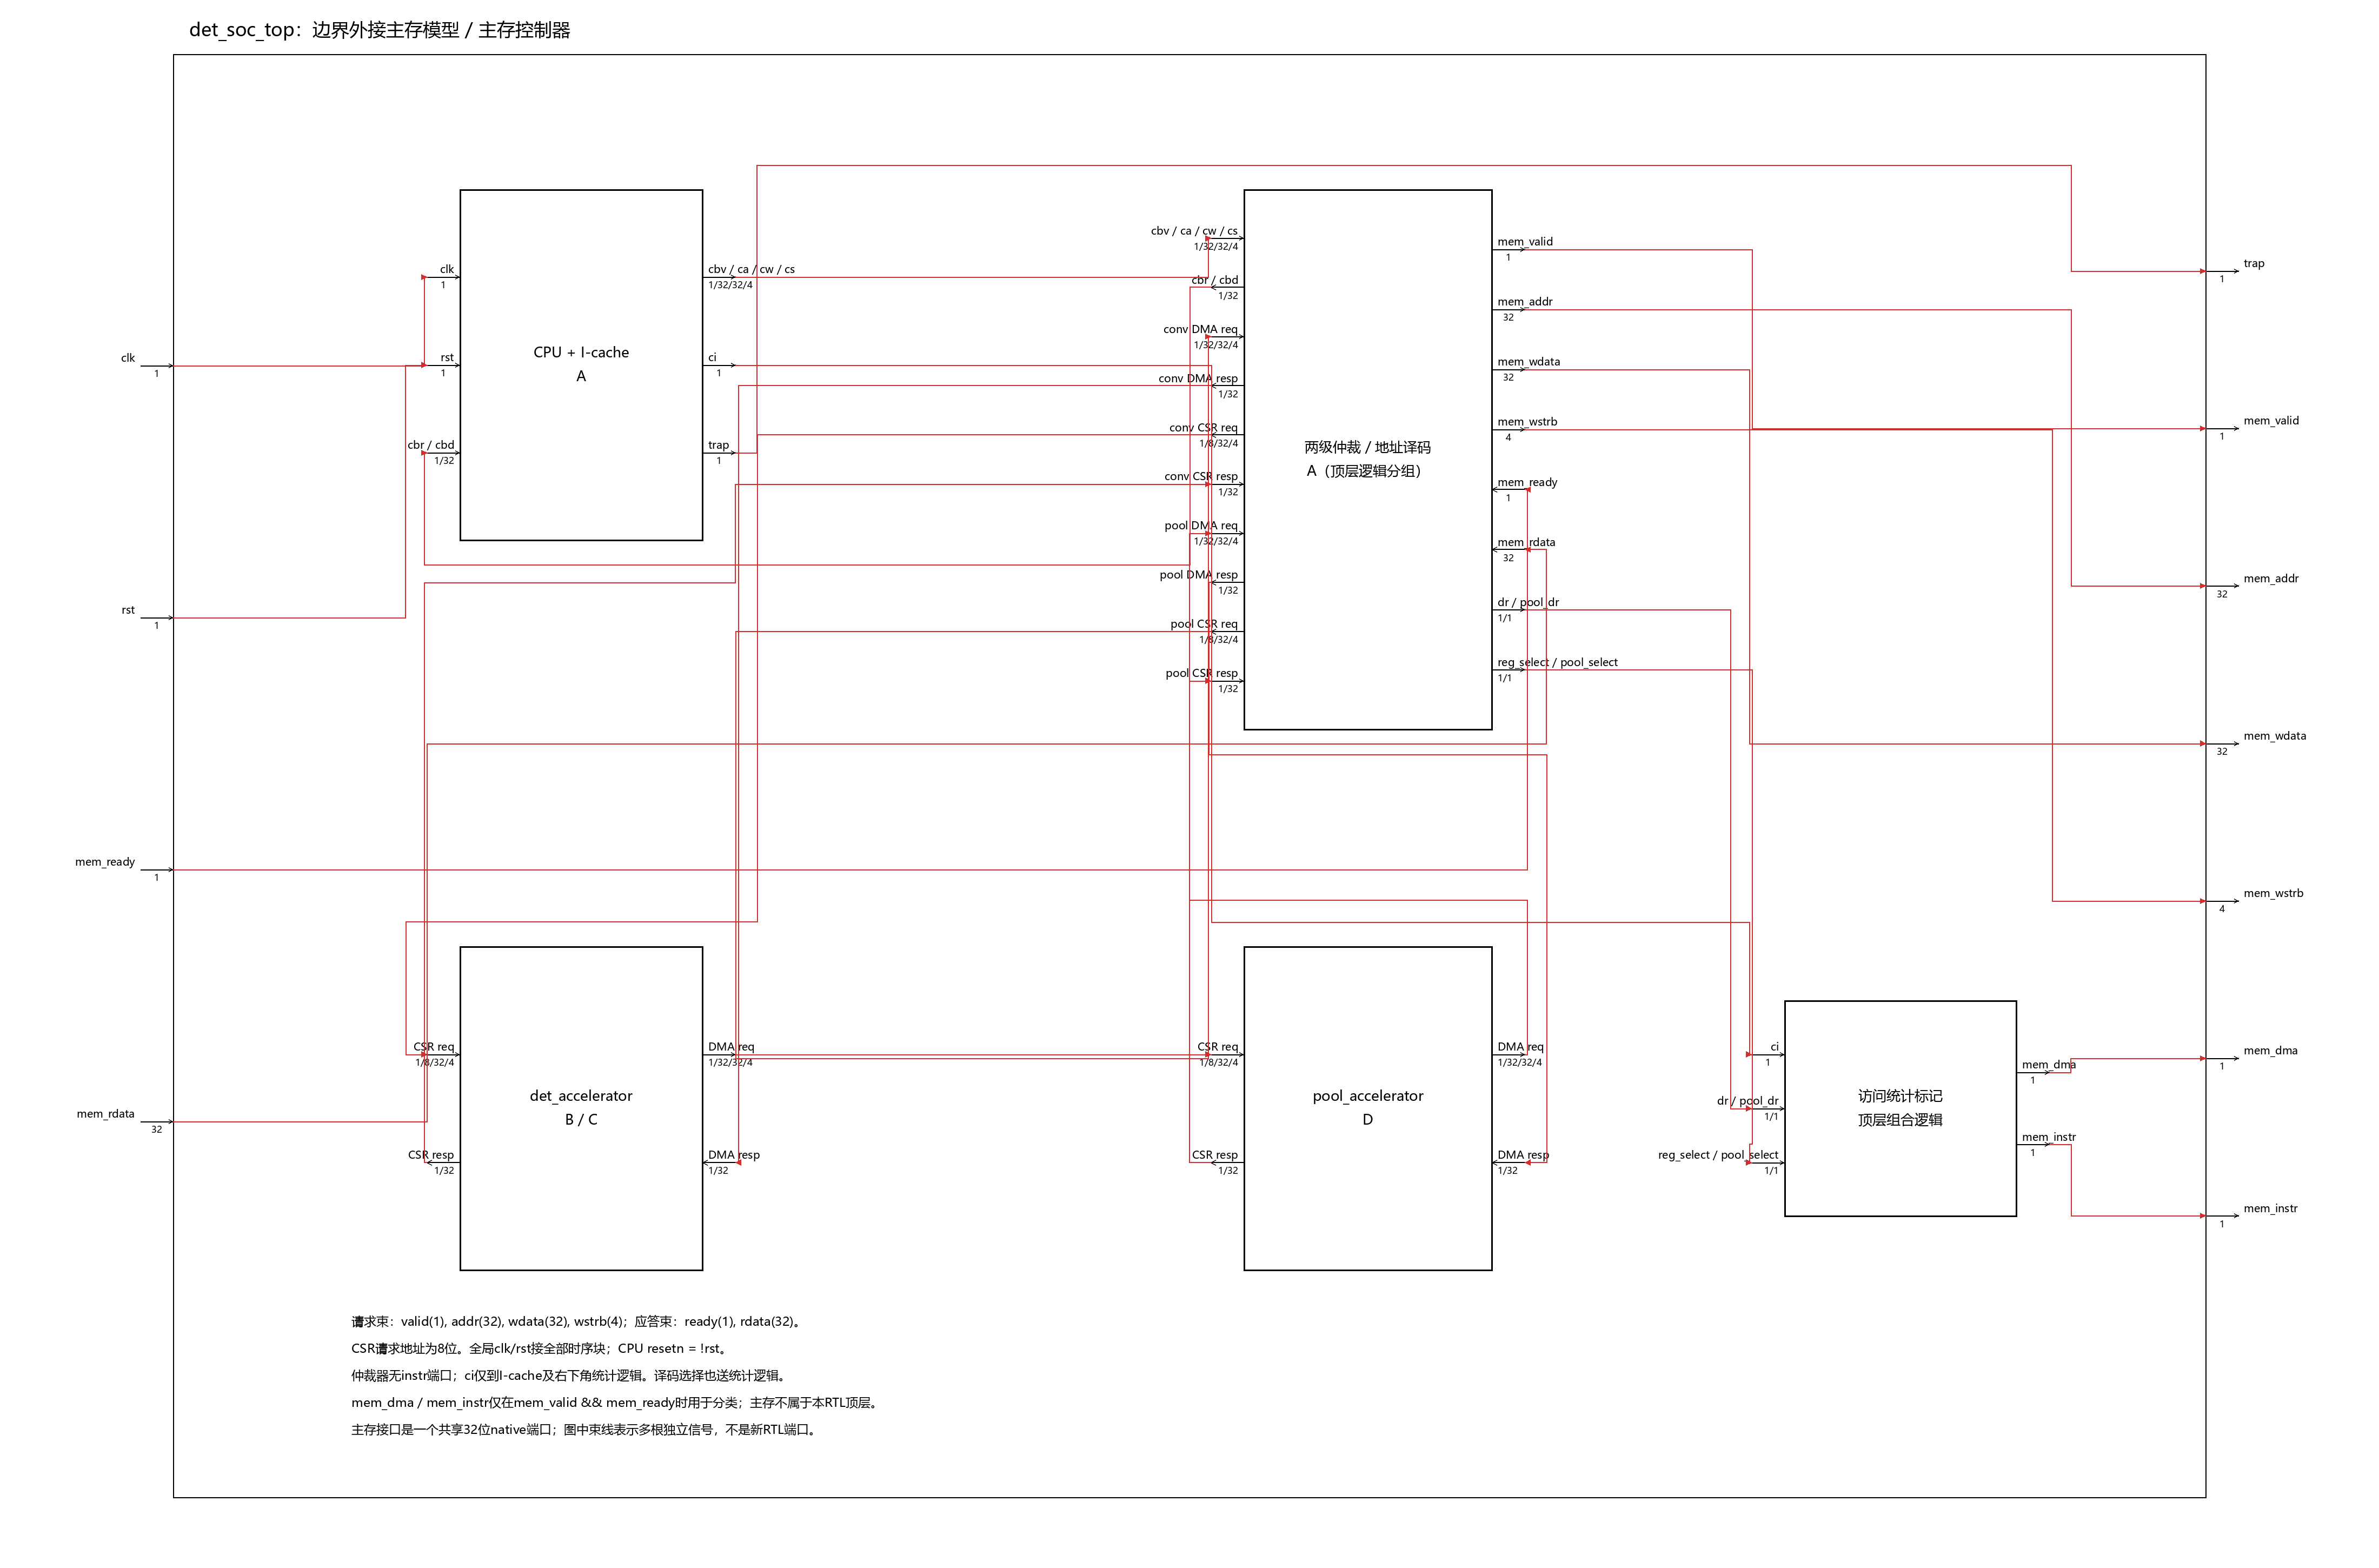 det_soc_top：边界外接主存模型 / 主存控制器
clk
1
rst
1
mem_ready
1
mem_rdata
32
clk
1
rst
1
cbr / cbd
1/32
CPU + I-cache
A
cbv / ca / cw / cs
1/32/32/4
ci
1
trap
1
cbv / ca / cw / cs
1/32/32/4
cbr / cbd
1/32
conv DMA req
1/32/32/4
conv DMA resp
1/32
conv CSR req
1/8/32/4
conv CSR resp
1/32
pool DMA req
1/32/32/4
pool DMA resp
1/32
pool CSR req
1/8/32/4
pool CSR resp
1/32
两级仲裁 / 地址译码
A（顶层逻辑分组）
mem_valid
1
mem_addr
32
mem_wdata
32
mem_wstrb
4
mem_ready
1
mem_rdata
32
dr / pool_dr
1/1
reg_select / pool_select
1/1
CSR req
1/8/32/4
CSR resp
1/32
det_accelerator
B / C
DMA req
1/32/32/4
DMA resp
1/32
CSR req
1/8/32/4
CSR resp
1/32
pool_accelerator
D
DMA req
1/32/32/4
DMA resp
1/32
ci
1
dr / pool_dr
1/1
reg_select / pool_select
1/1
访问统计标记
顶层组合逻辑
mem_dma
1
mem_instr
1
trap
1
mem_valid
1
mem_addr
32
mem_wdata
32
mem_wstrb
4
mem_dma
1
mem_instr
1
请求束：valid(1), addr(32), wdata(32), wstrb(4)；应答束：ready(1), rdata(32)。
CSR请求地址为8位。全局clk/rst接全部时序块；CPU resetn = !rst。
仲裁器无instr端口；ci仅到I-cache及右下角统计逻辑。译码选择也送统计逻辑。
mem_dma / mem_instr仅在mem_valid && mem_ready时用于分类；主存不属于本RTL顶层。
主存接口是一个共享32位native端口；图中束线表示多根独立信号，不是新RTL端口。